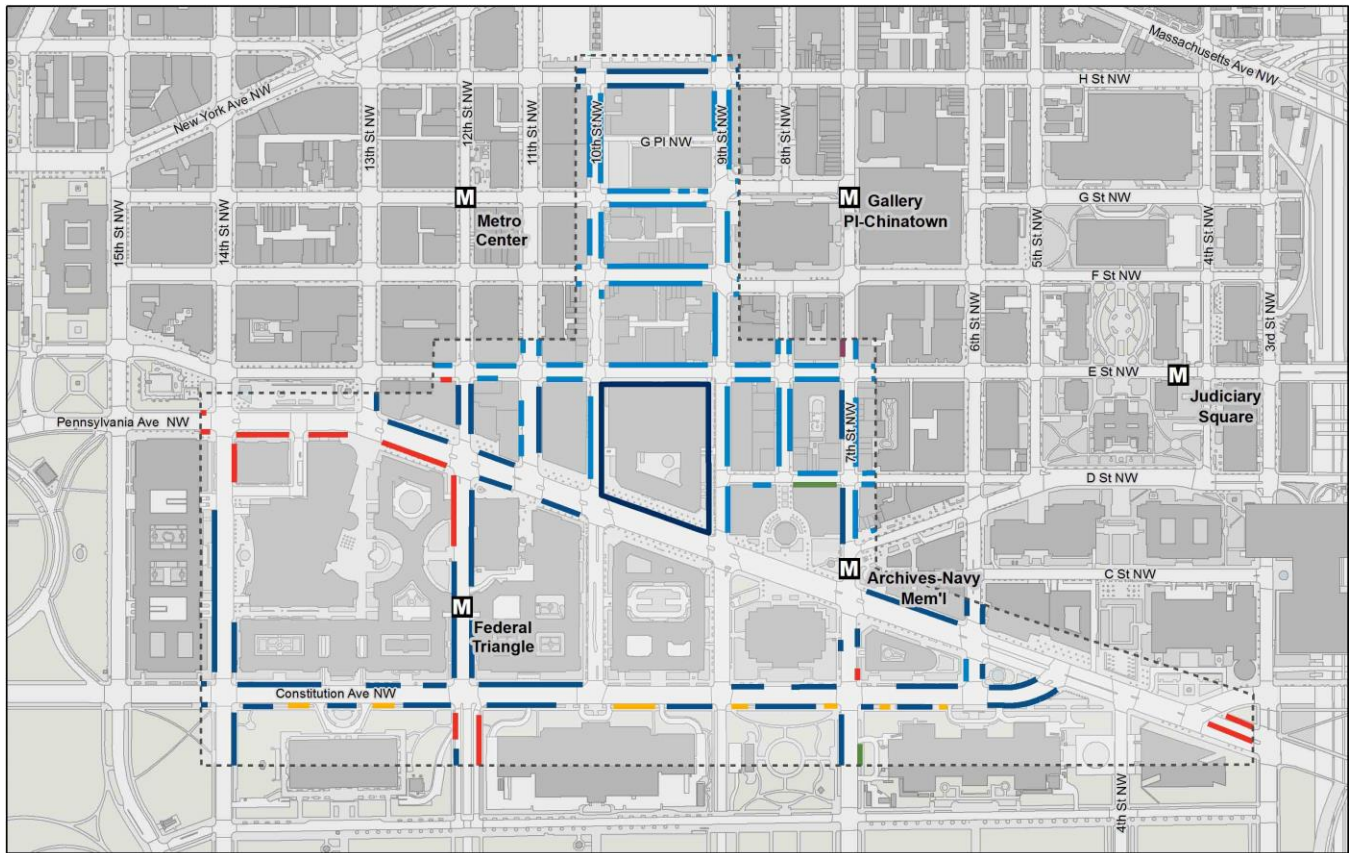 Massachusetts Ave NW
H St NW
New York Ave NW
13th St NW
12th St NW
11th St NW
10th St NW
9th St NW
8th St NW
G Pl NW
M
Metro
Center
M
Gallery
Pl-Chinatown
G St NW
15th St NW
14th St NW
5th St NW
4th St NW
F St NW
6th St NW
3rd St NW
E St NW
M
Judiciary
Square
Pennsylvania Ave NW
7th St NW
D St NW
M
Archives-Navy
Mem'l
C St NW
M
Federal
Triangle
Constitution Ave NW
4th St NW